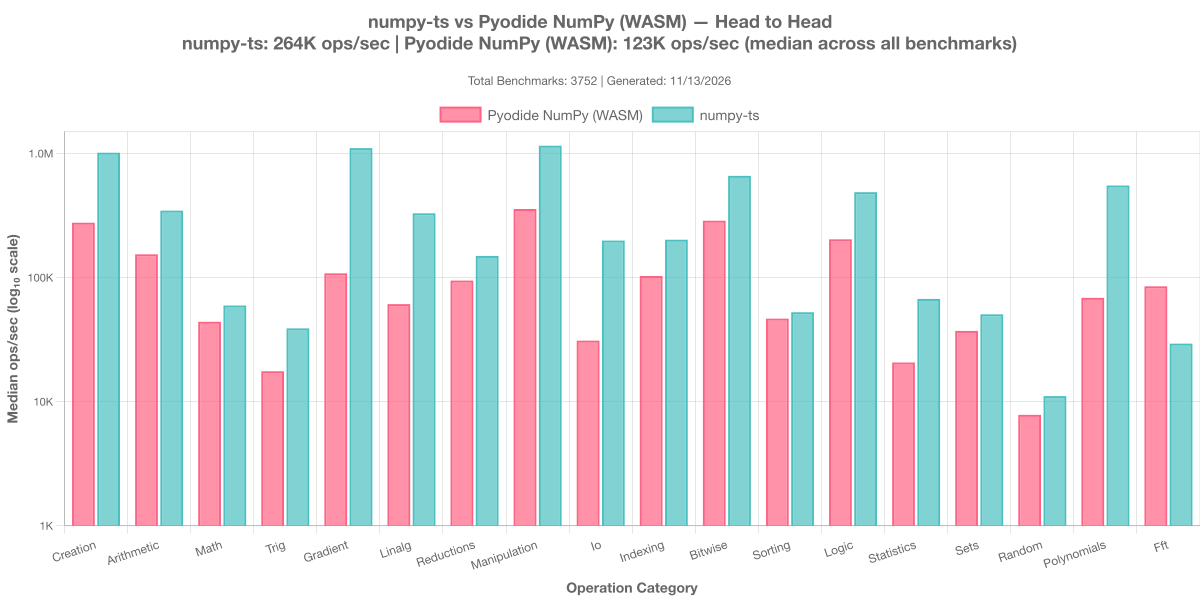 numpy-ts vs Pyodide NumPy (WASM) — Head to Head
numpy-ts: 264K ops/sec | Pyodide NumPy (WASM): 123K ops/sec (median across all benchmarks)
Total Benchmarks: 3752 | Generated: 11/13/2026
Pyodide NumPy (WASM)
numpy-ts
Median ops/sec (log₁₀ scale)
1.0M
100K
10K
1K
Creation
Arithmetic
Math
Trig
Gradient
Linalg
Reductions
Manipulation
Io
Indexing
Bitwise
Sorting
Logic
Statistics
Sets
Random
Polynomials
Fft
Operation Category